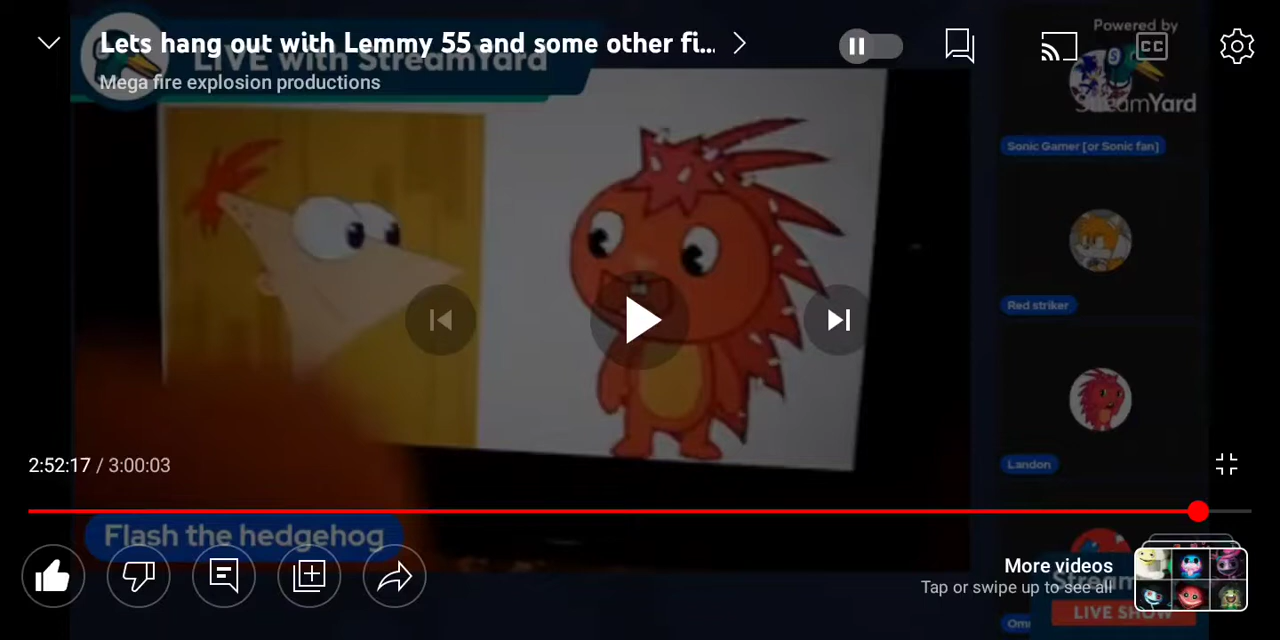 Lets hang out with Lemmy 55 and some other fi...
LIVE with StreamYard
Mega fire explosion productions
Powered by
CC
StreamYard
Sonic Gamer [or Sonic fan]
Red striker
Landon
2:52:17 / 3:00:03
Flash the hedgehog
More videos
Tap or swipe up to see all
LIVE SHOW